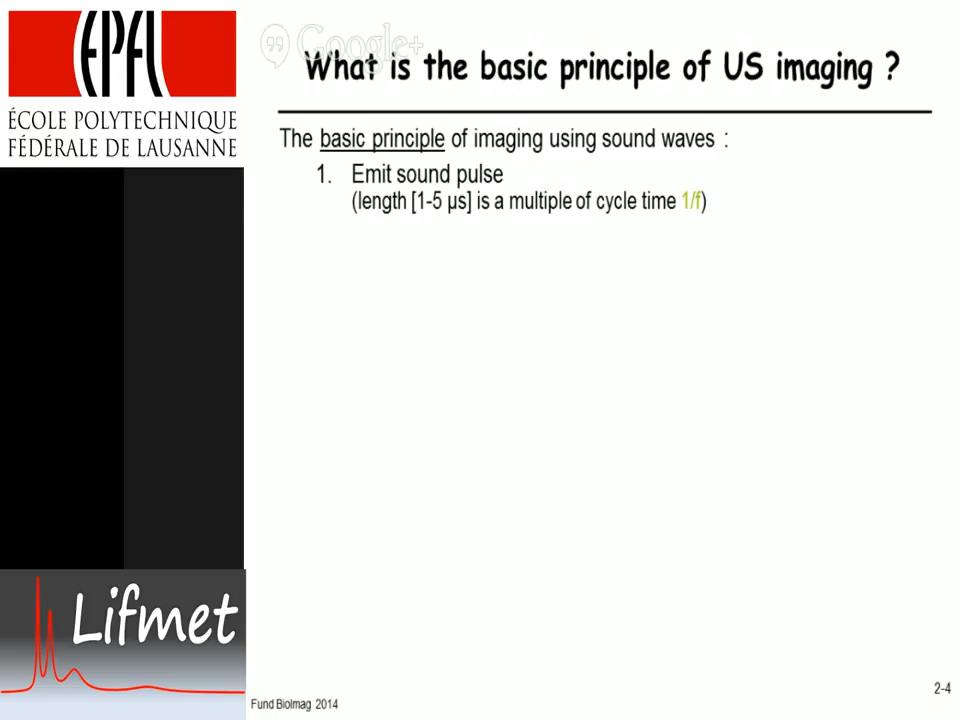 EPFL
ÉCOLE POLYTECHNIQUE
FÉDÉRALE DE LAUSANNE
Google+
What is the basic principle of US imaging ?
The basic principle of imaging using sound waves :
1. Emit sound pulse
(length [1-5 µs] is a multiple of cycle time 1/f)
Lifmet
Fund BioImag 2014
2-4